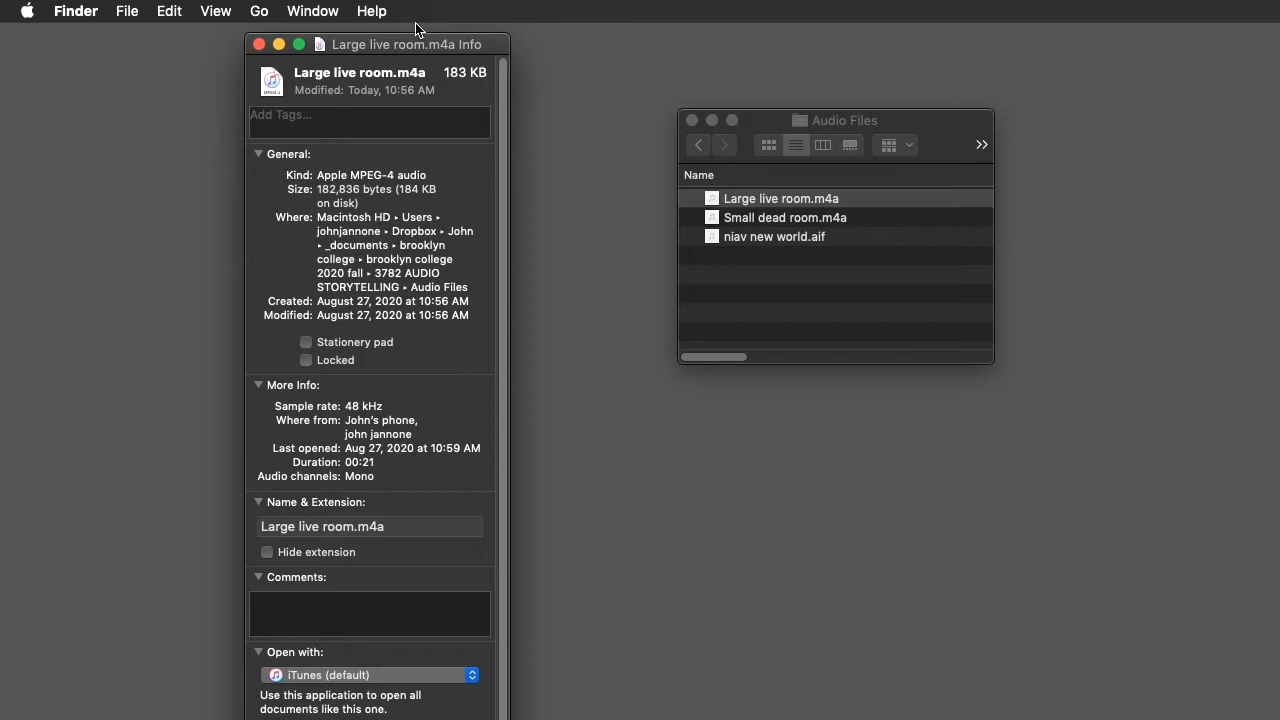 Finder File Edit View Go Window Help
Large live room.m4a Info
Large live room.m4a 183 KB
Modified: Today, 10:56 AM
Add Tags...
General:
Kind: Apple MPEG-4 audio
Size: 182,836 bytes (184 KB
on disk)
Where: Macintosh HD ▸ Users ▸
johnjannone ▸ Dropbox ▸ John
▸ _documents ▸ brooklyn
college ▸ brooklyn college
2020 fall ▸ 3782 AUDIO
STORYTELLING ▸ Audio Files
Created: August 27, 2020 at 10:56 AM
Modified: August 27, 2020 at 10:56 AM
Stationery pad
Locked
More Info:
Sample rate: 48 kHz
Where from: John's phone,
john jannone
Last opened: Aug 27, 2020 at 10:59 AM
Duration: 00:21
Audio channels: Mono
Name & Extension:
Large live room.m4a
Hide extension
Comments:
Open with:
iTunes (default)
Use this application to open all
documents like this one.
Audio Files
Name
Large live room.m4a
Small dead room.m4a
niav new world.aif